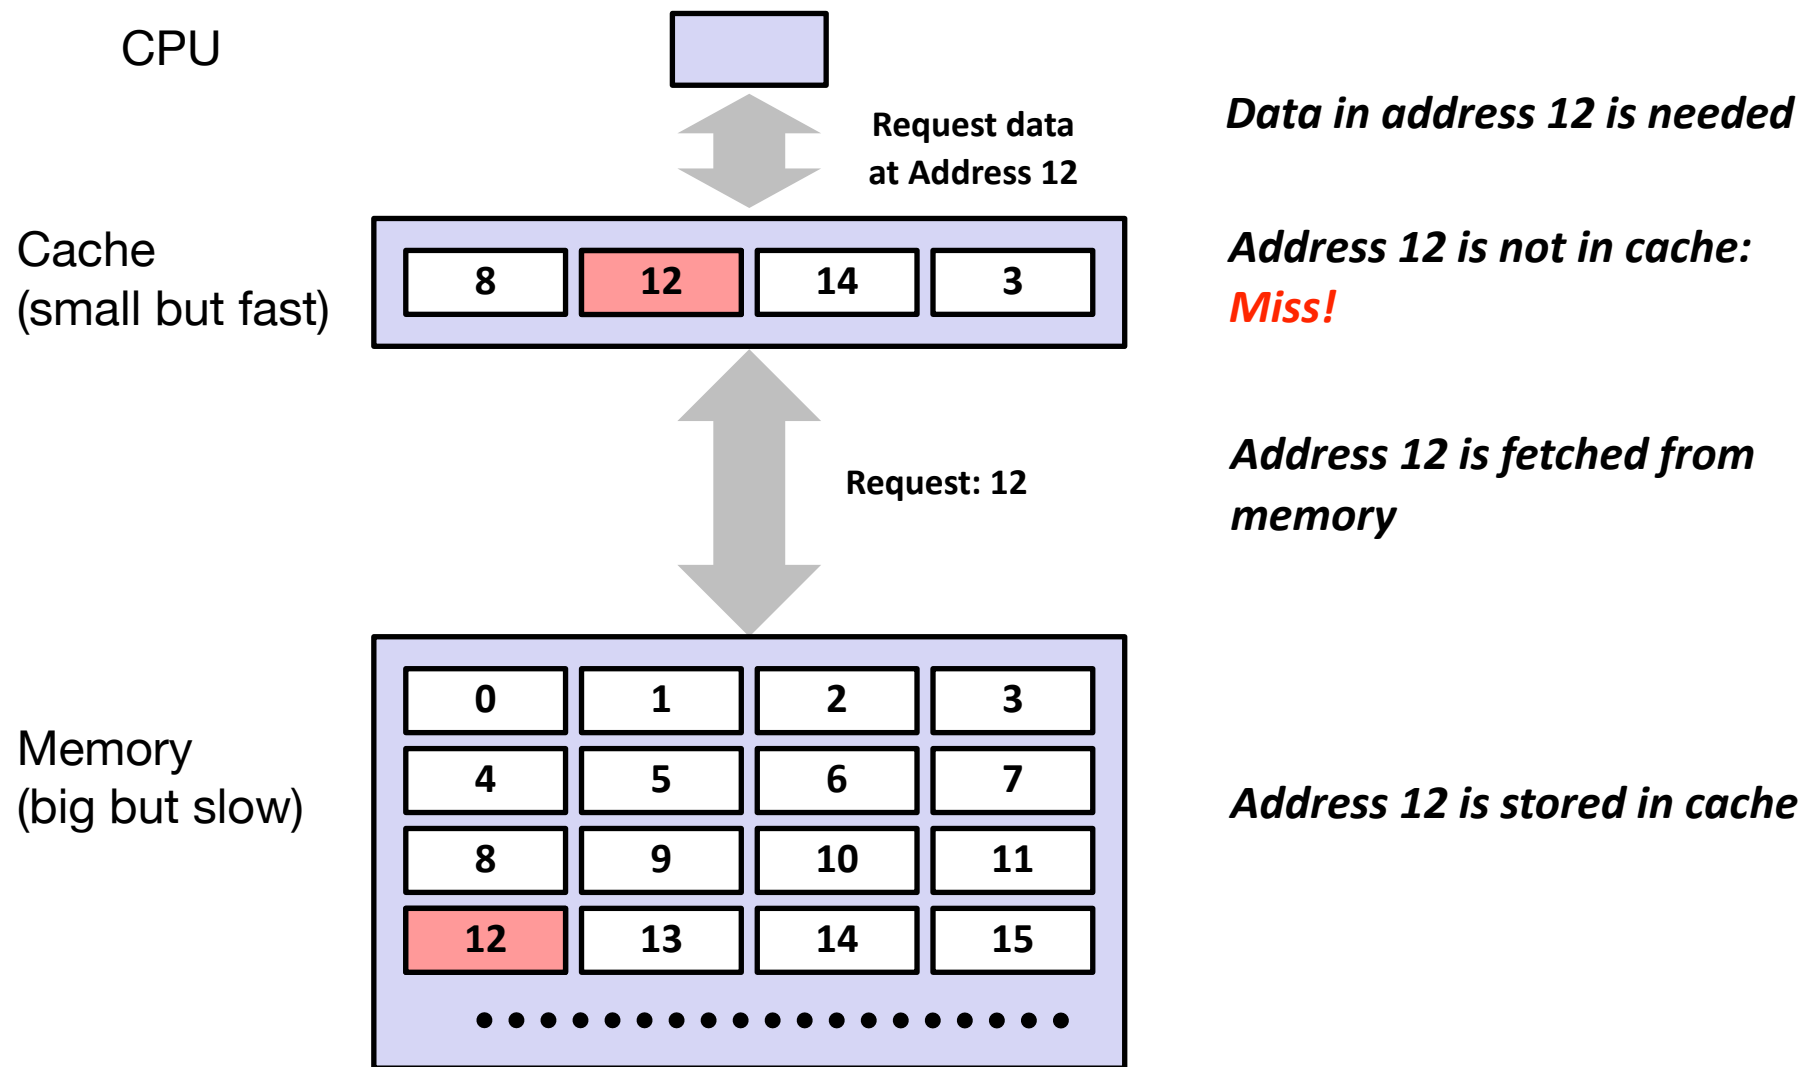 CPU
Request data
at Address 12
Data in address 12 is needed
Cache
(small but fast)
8 12 14 3
Address 12 is not in cache:
Miss!
Request: 12
Address 12 is fetched from
memory
Memory
(big but slow)
0 1 2 3
4 5 6 7
8 9 10 11
12 13 14 15
Address 12 is stored in cache